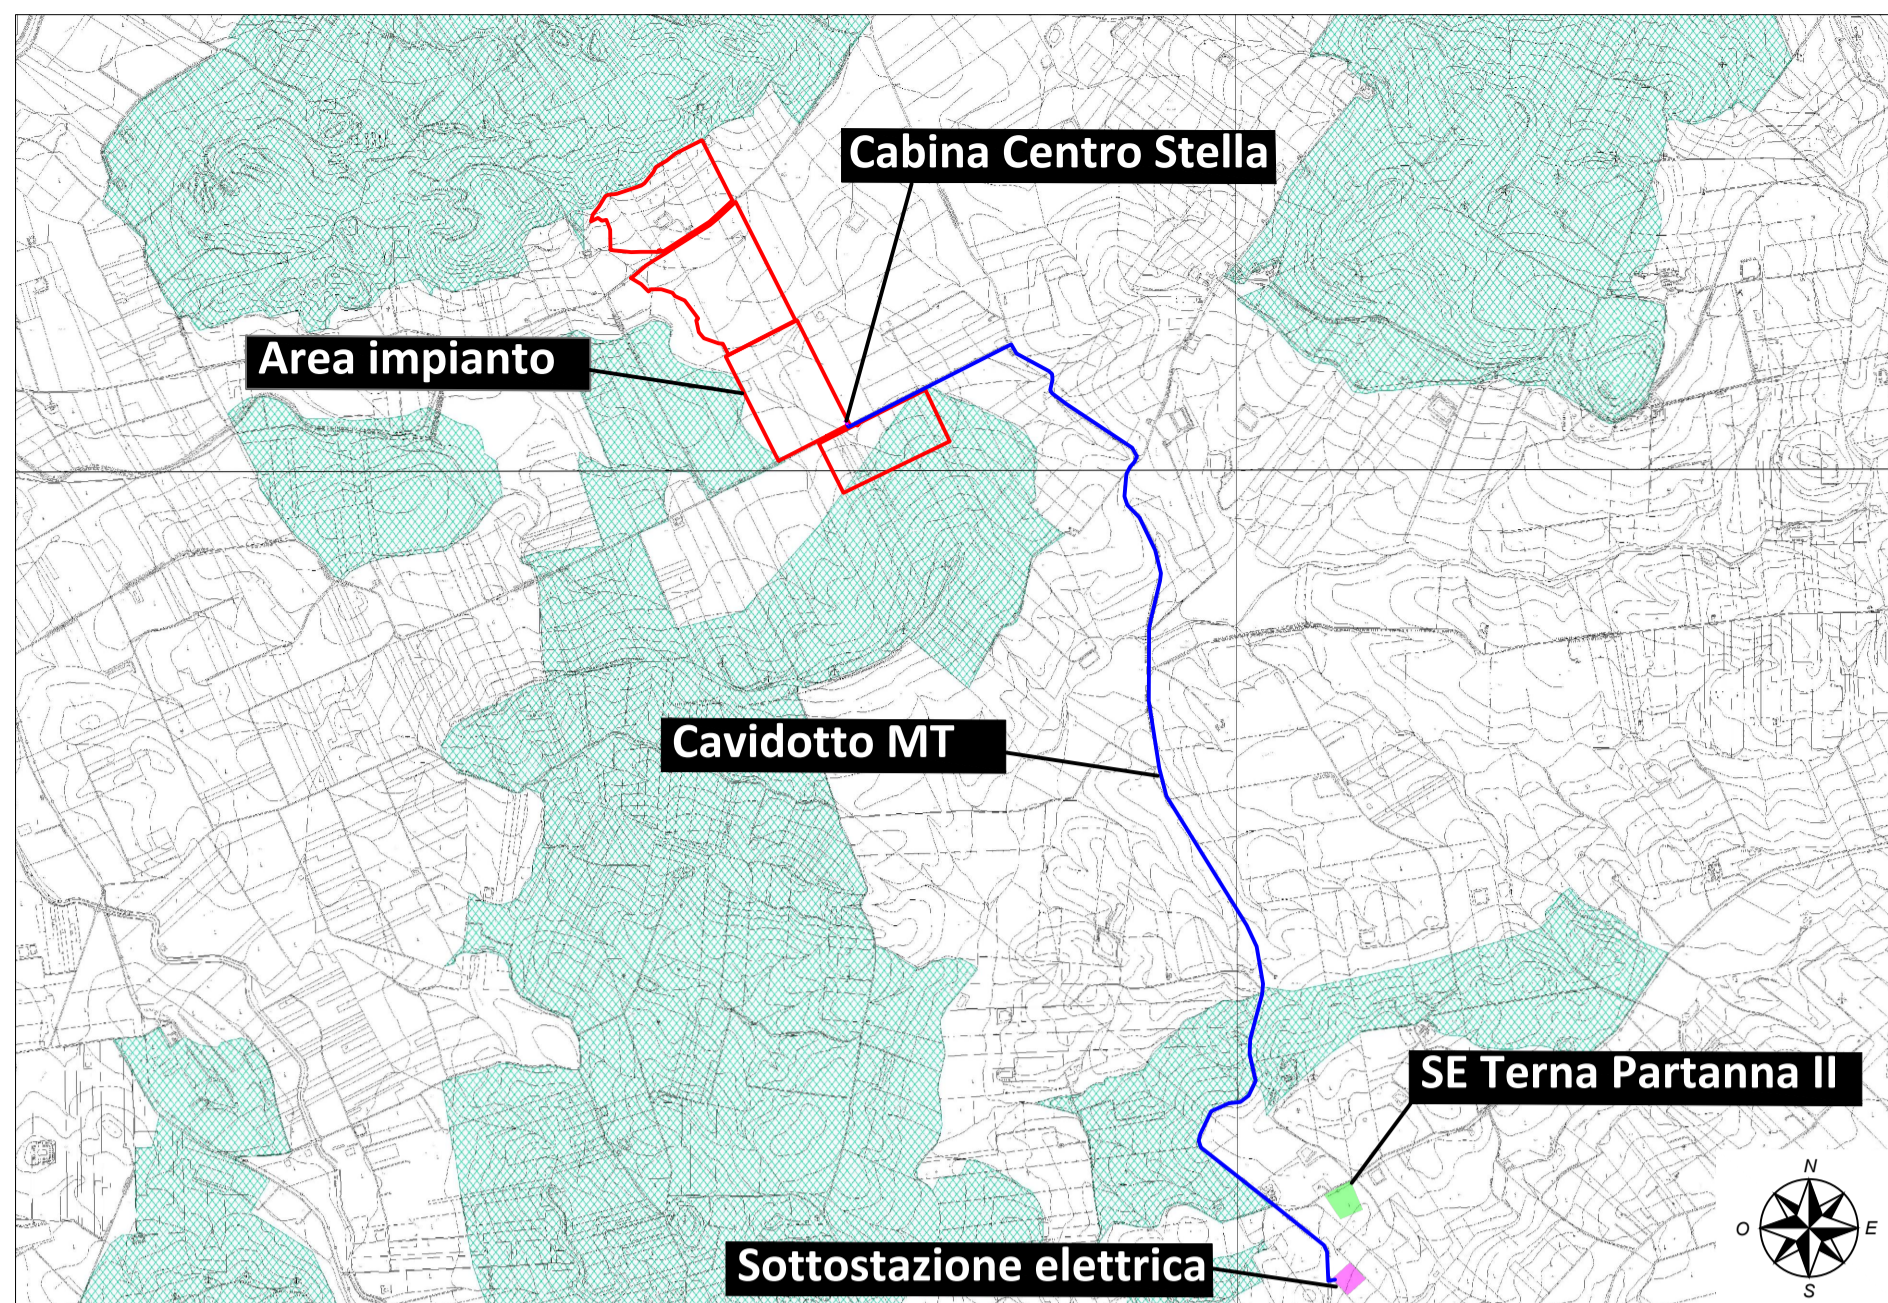 Cabina Centro Stella
Area impianto
Cavidotto MT
SE Terna Partanna II
Sottostazione elettrica
N
O
E
S